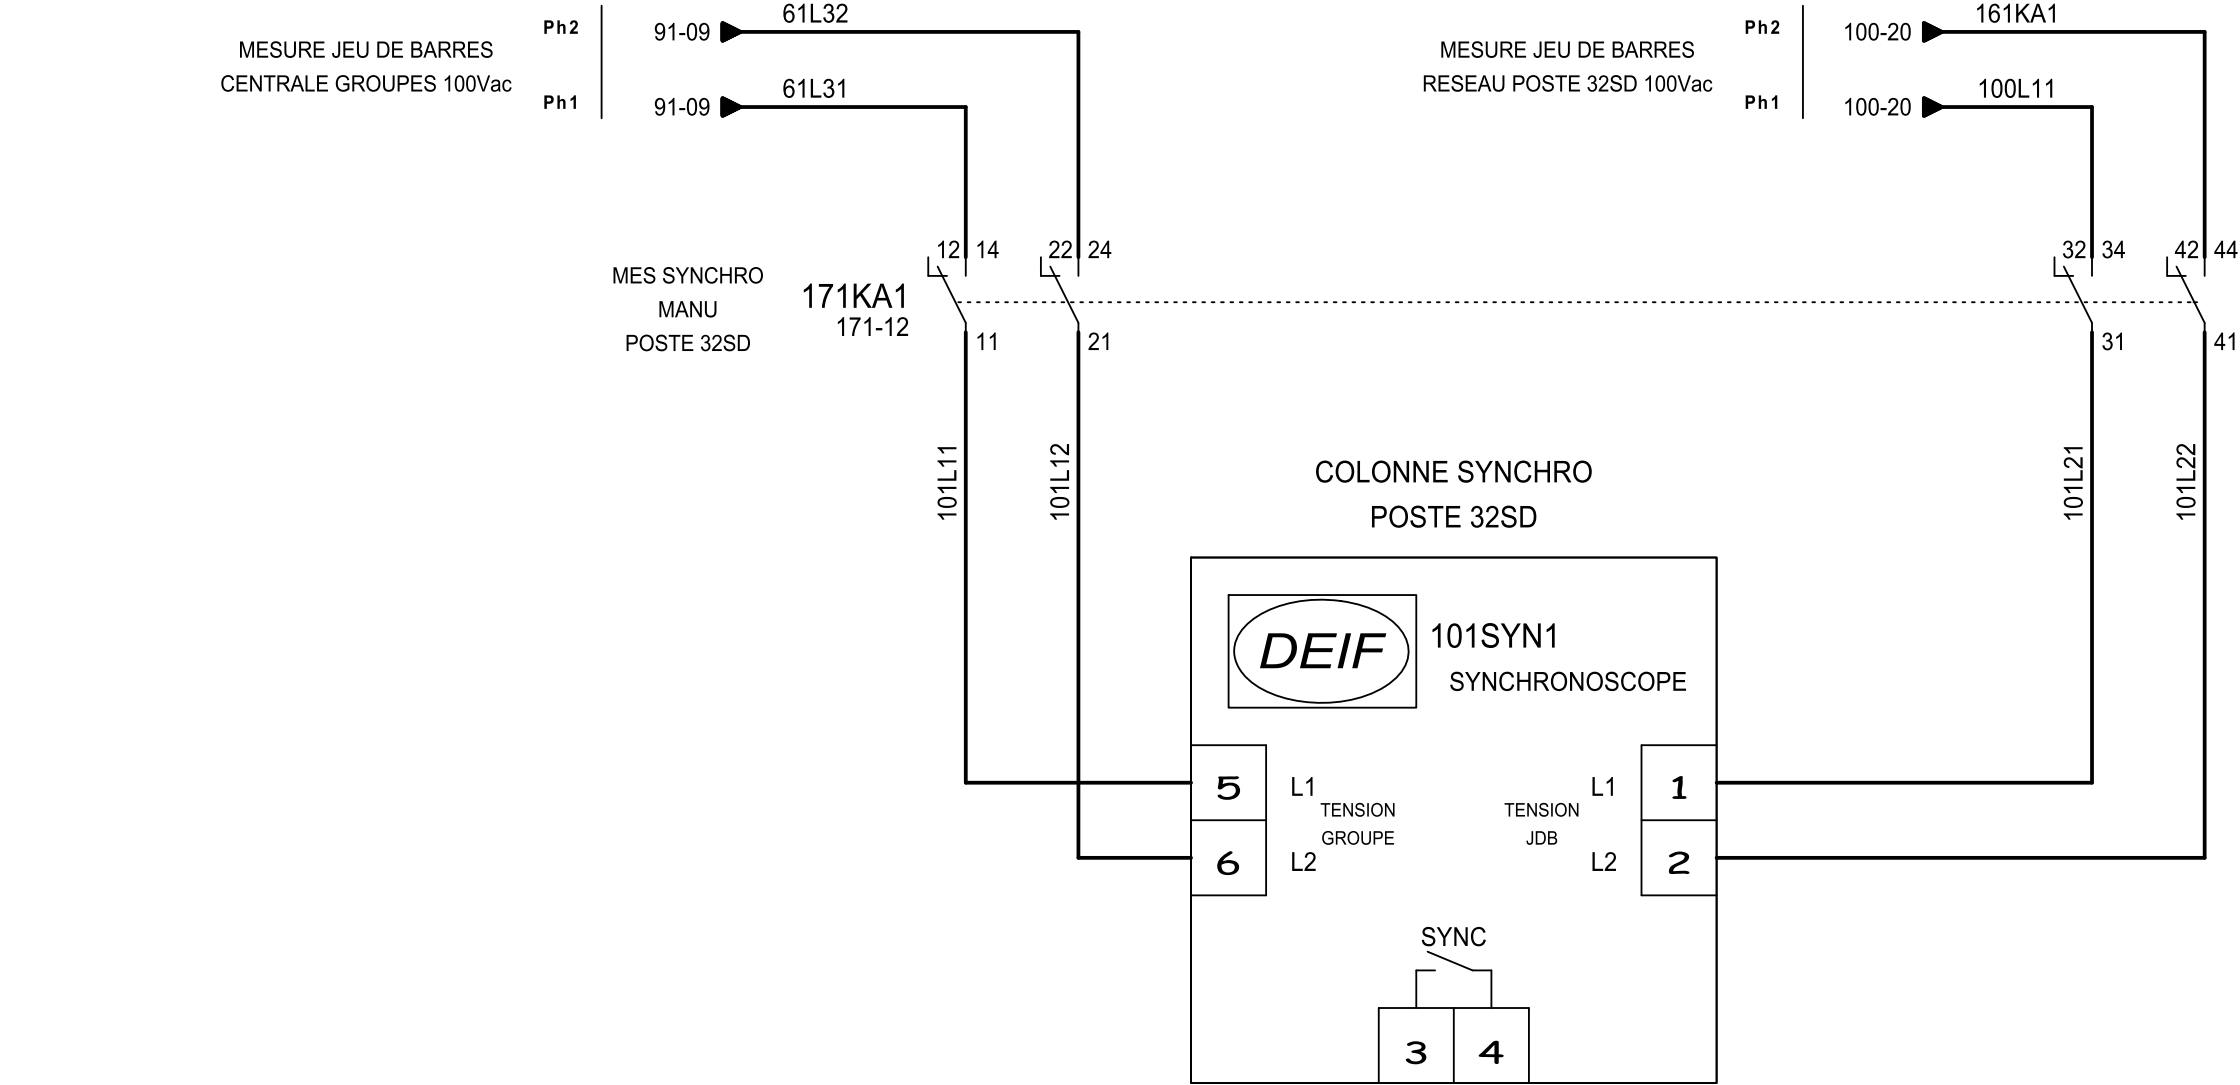 MESURE JEU DE BARRES
CENTRALE GROUPES 100Vac
Ph2
91-09
61L32
Ph1
91-09
61L31
MESURE JEU DE BARRES
RESEAU POSTE 32SD 100Vac
Ph2
100-20
161KA1
Ph1
100-20
100L11
MES SYNCHRO
MANU
POSTE 32SD
171KA1
171-12
12 14
11
22 24
21
32 34
31
42 44
41
101L11
101L12
101L21
101L22
COLONNE SYNCHRO
POSTE 32SD
DEIF
101SYN1
SYNCHRONOSCOPE
5 L1
TENSION
GROUPE
6 L2
L1 1
TENSION
JDB
L2 2
SYNC
3 4